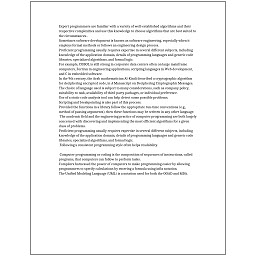 Expert programmers are familiar with a variety of well-established algorithms and their
respective complexities and use this knowledge to choose algorithms that are best suited to
the circumstances.
Sometimes software development is known as software engineering, especially when it
employs formal methods or follows an engineering design process.
Proficient programming usually requires expertise in several different subjects, including
knowledge of the application domain, details of programming languages and generic code
libraries, specialized algorithms, and formal logic.
For example, COBOL is still strong in corporate data centers often on large mainframe
computers, Fortran in engineering applications, scripting languages in Web development,
and C in embedded software.
In the 9th century, the Arab mathematician Al-Kindi described a cryptographic algorithm
for deciphering encrypted code, in A Manuscript on Deciphering Cryptographic Messages.
The choice of language used is subject to many considerations, such as company policy,
suitability to task, availability of third-party packages, or individual preference.
Use of a static code analysis tool can help detect some possible problems.
Scripting and breakpointing is also part of this process.
Provided the functions in a library follow the appropriate run-time conventions (e.g.,
method of passing arguments), then these functions may be written in any other language.
The academic field and the engineering practice of computer programming are both largely
concerned with discovering and implementing the most efficient algorithms for a given
class of problems.
Proficient programming usually requires expertise in several different subjects, including
knowledge of the application domain, details of programming languages and generic code
libraries, specialized algorithms, and formal logic.
Following a consistent programming style often helps readability.
Computer programming or coding is the composition of sequences of instructions, called
programs, that computers can follow to perform tasks.
Compilers harnessed the power of computers to make programming easier by allowing
programmers to specify calculations by entering a formula using infix notation.
The Unified Modeling Language (UML) is a notation used for both the OOAD and MDA.